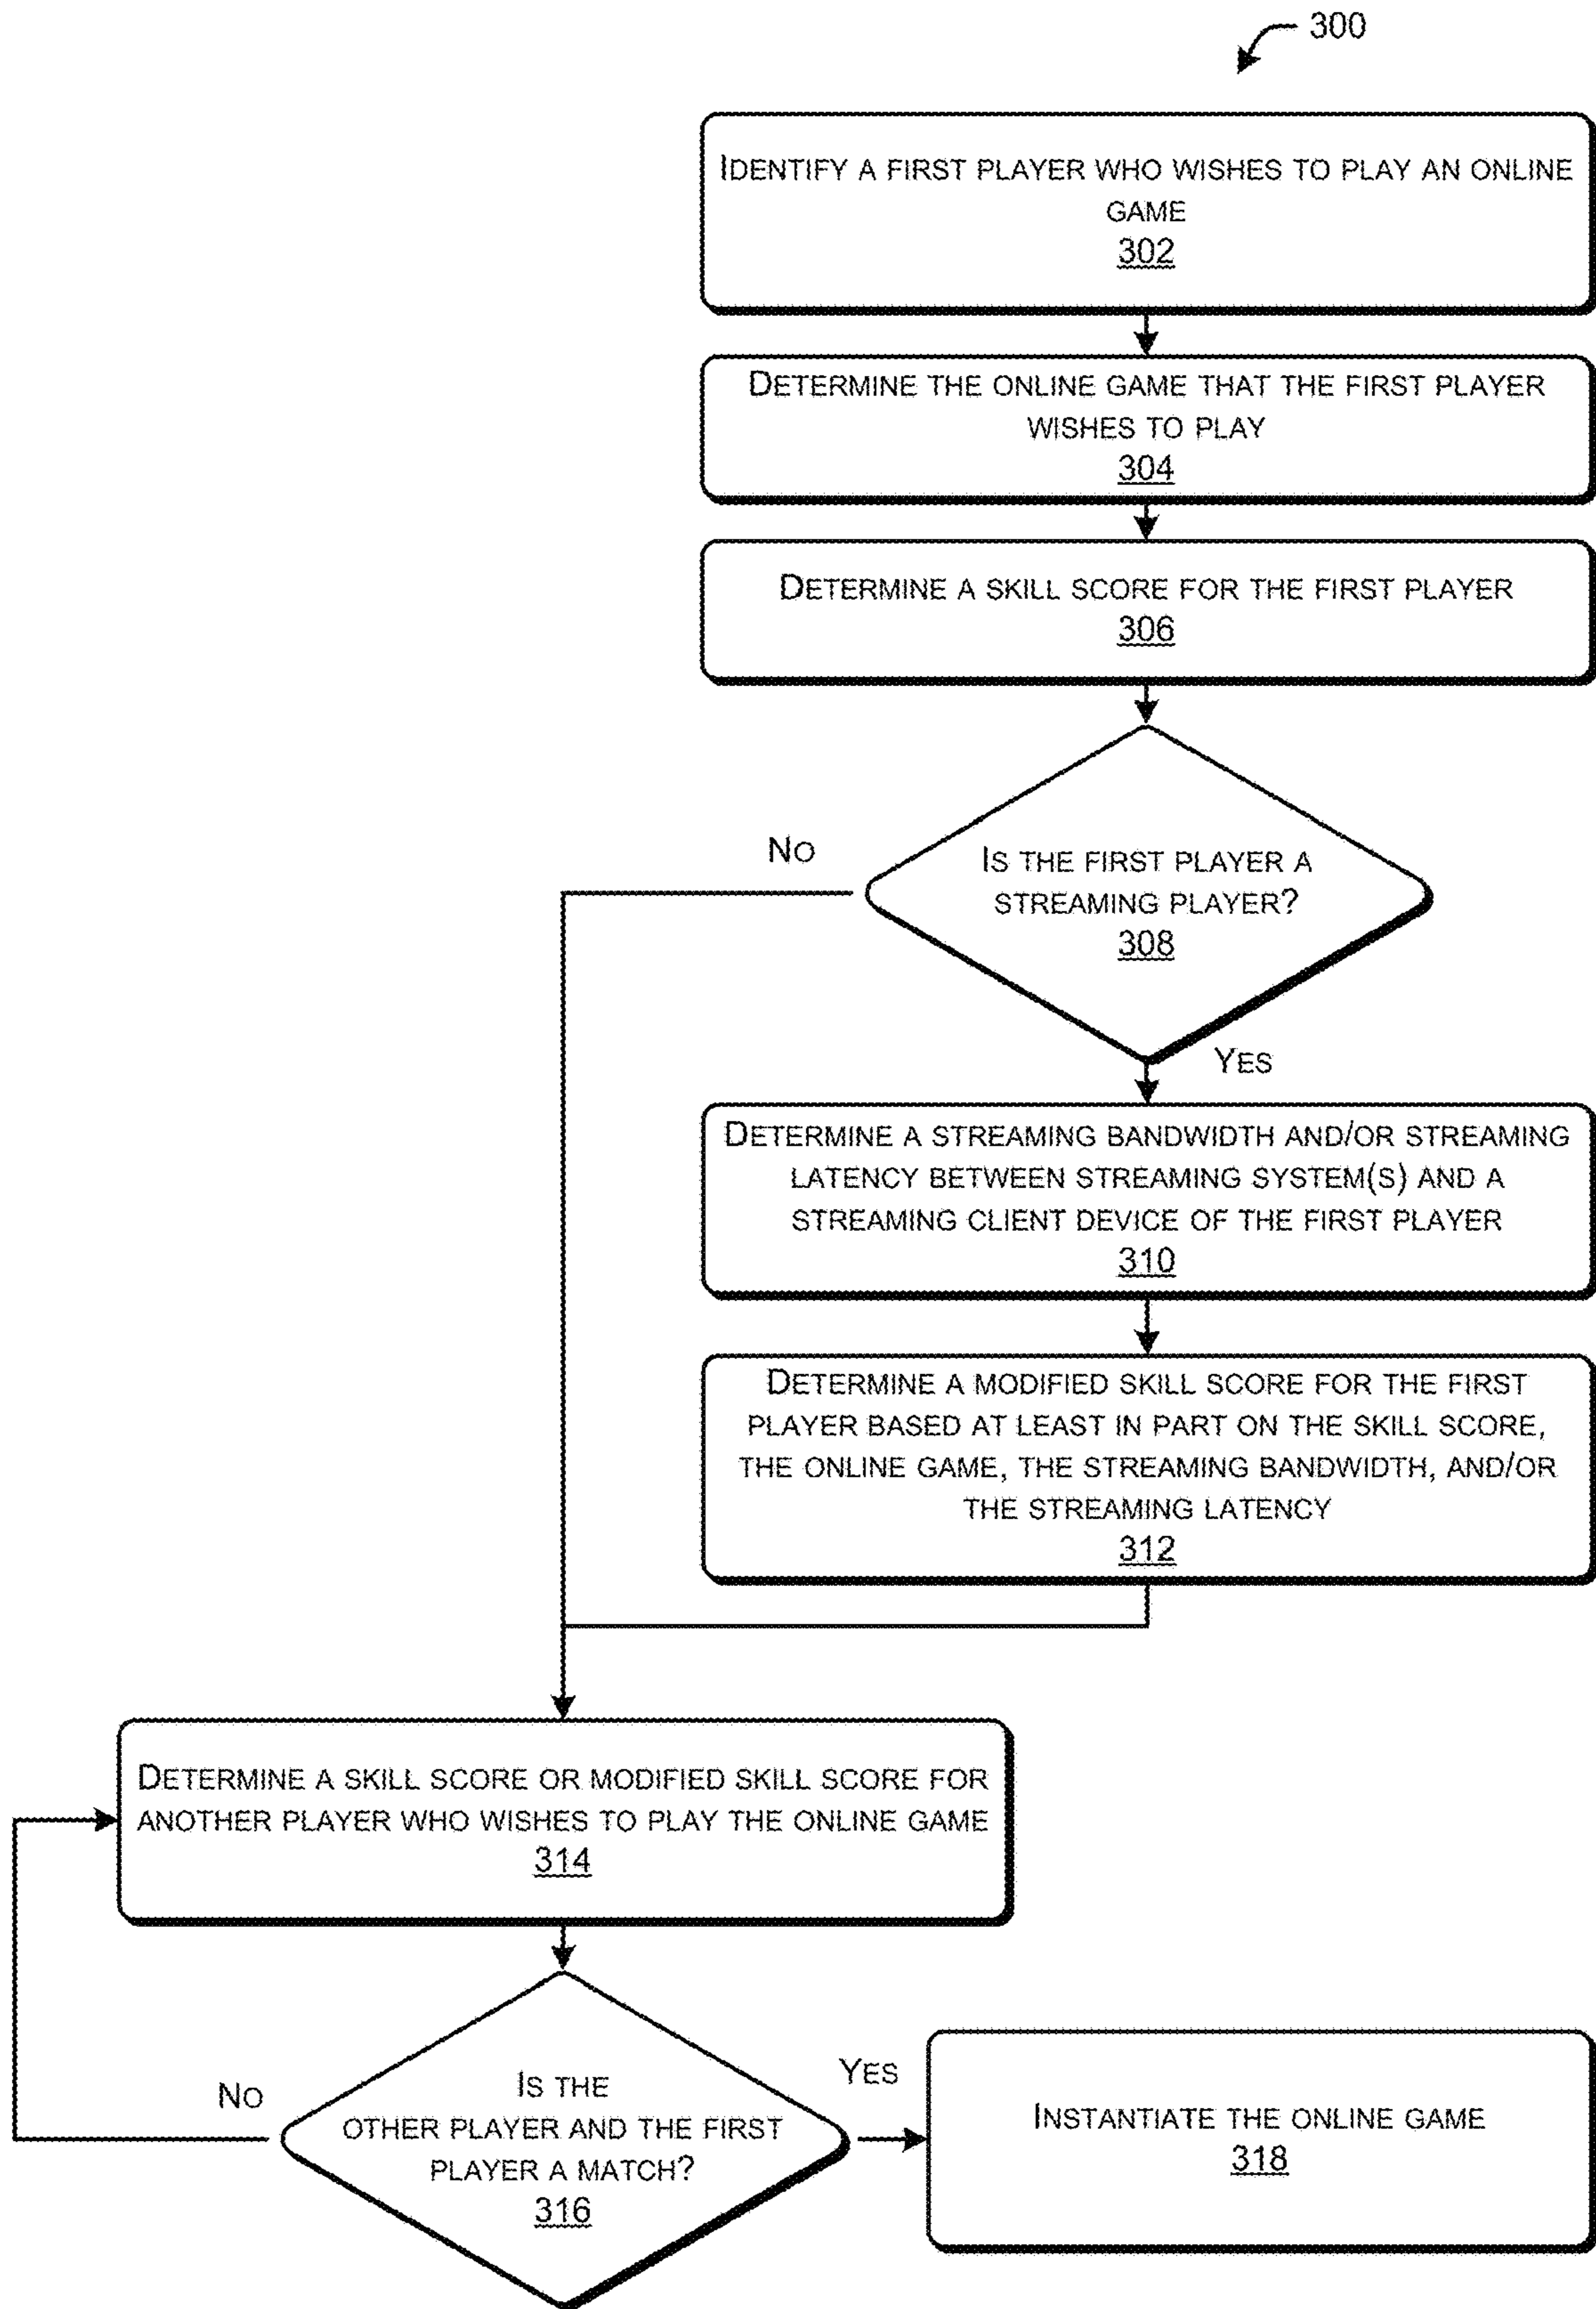 300
IDENTIFY A FIRST PLAYER WHO WISHES TO PLAY AN ONLINE
GAME
302
DETERMINE THE ONLINE GAME THAT THE FIRST PLAYER
WISHES TO PLAY
304
DETERMINE A SKILL SCORE FOR THE FIRST PLAYER
306
NO
IS THE FIRST PLAYER A
STREAMING PLAYER?
308
YES
DETERMINE A STREAMING BANDWIDTH AND/OR STREAMING
LATENCY BETWEEN STREAMING SYSTEM(S) AND A
STREAMING CLIENT DEVICE OF THE FIRST PLAYER
310
DETERMINE A MODIFIED SKILL SCORE FOR THE FIRST
PLAYER BASED AT LEAST IN PART ON THE SKILL SCORE,
THE ONLINE GAME, THE STREAMING BANDWIDTH, AND/OR
THE STREAMING LATENCY
312
DETERMINE A SKILL SCORE OR MODIFIED SKILL SCORE FOR
ANOTHER PLAYER WHO WISHES TO PLAY THE ONLINE GAME
314
NO
IS THE
OTHER PLAYER AND THE FIRST
PLAYER A MATCH?
316
YES
INSTANTIATE THE ONLINE GAME
318